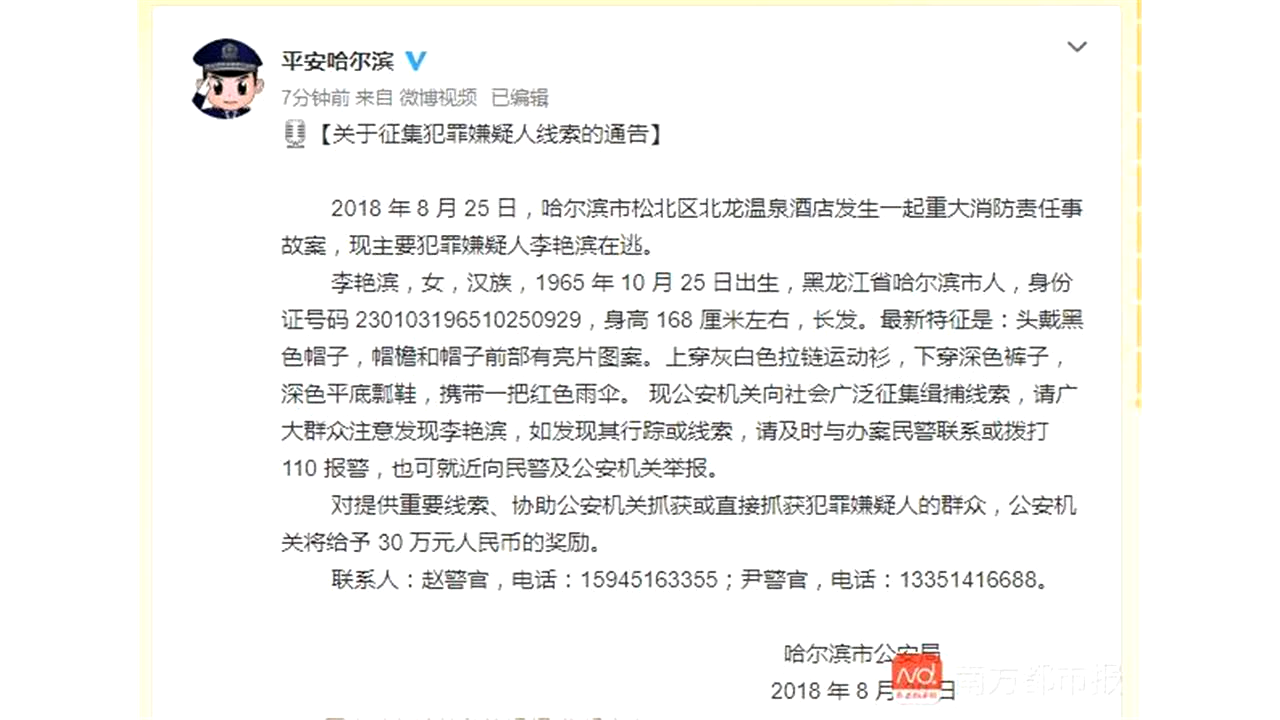 平安哈尔滨
7分钟前 来自 微博视频 已编辑
【关于征集犯罪嫌疑人线索的通告】
2018 年 8 月 25 日，哈尔滨市松北区北龙温泉酒店发生一起重大消防责任事
故案，现主要犯罪嫌疑人李艳滨在逃。
李艳滨，女，汉族，1965 年 10 月 25 日出生，黑龙江省哈尔滨市人，身份
证号码 230103196510250929，身高 168 厘米左右，长发。最新特征是：头戴黑
色帽子，帽檐和帽子前部有亮片图案。上穿灰白色拉链运动衫，下穿深色裤子，
深色平底瓢鞋，携带一把红色雨伞。 现公安机关向社会广泛征集缉捕线索，请广
大群众注意发现李艳滨，如发现其行踪或线索，请及时与办案民警联系或拨打
110 报警，也可就近向民警及公安机关举报。
对提供重要线索、协助公安机关抓获或直接抓获犯罪嫌疑人的群众，公安机
关将给予 30 万元人民币的奖励。
联系人：赵警官，电话：15945163355；尹警官，电话：13351416688。
哈尔滨市公安局
2018 年 8 月 日
nd.
南方都市报